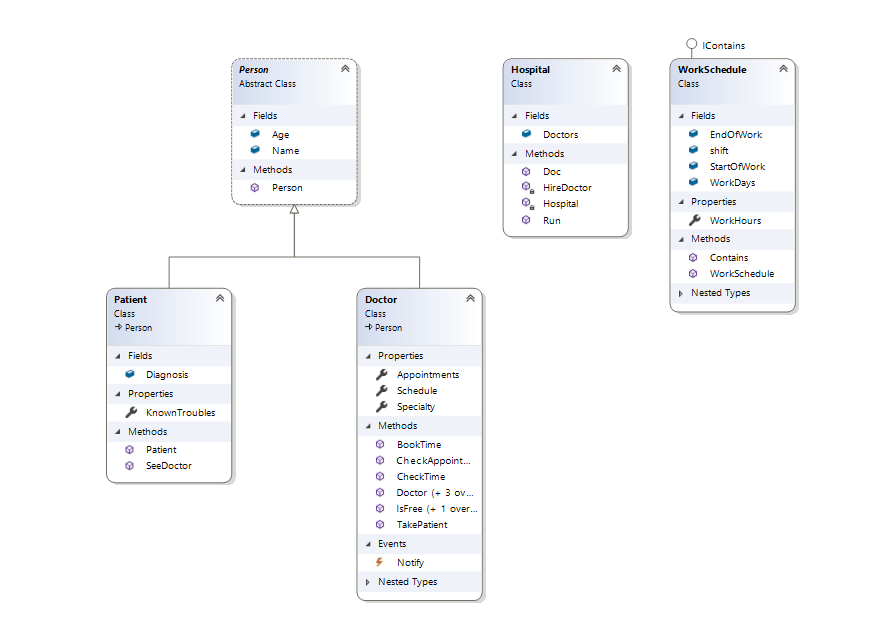 Person
Abstract Class
Fields
Age
Name
Methods
Person
Hospital
Class
Fields
Doctors
Methods
Doc
HireDoctor
Hospital
Run
IContains
WorkSchedule
Class
Fields
EndOfWork
shift
StartOfWork
WorkDays
Properties
WorkHours
Methods
Contains
WorkSchedule
Nested Types
Patient
Class
Person
Fields
Diagnosis
Properties
KnownTroubles
Methods
Patient
SeeDoctor
Doctor
Class
Person
Properties
Appointments
Schedule
Specialty
Methods
BookTime
CheckAppoint...
CheckTime
Doctor (+ 3 ov...
IsFree (+ 1 over...
TakePatient
Events
Notify
Nested Types